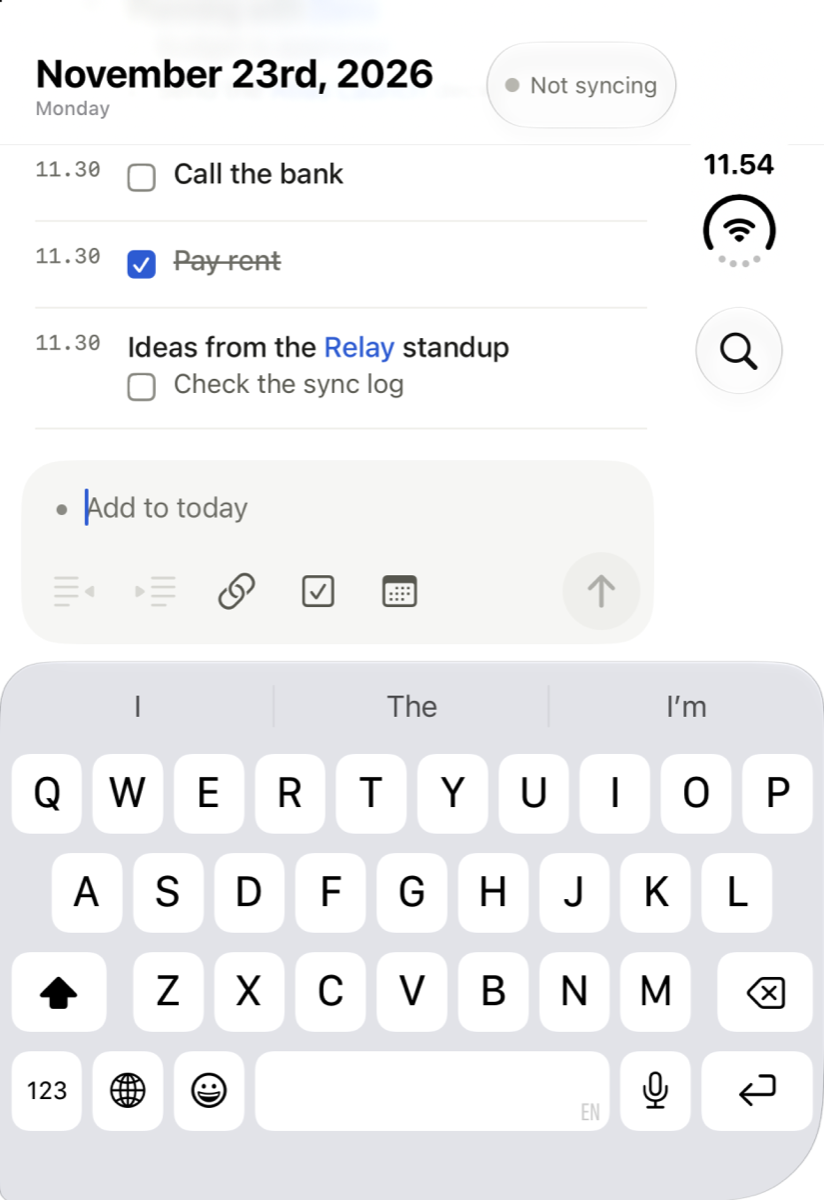 November 23rd, 2026
Not syncing
Monday
11.54
11.30 Call the bank
11.30 Pay rent
11.30 Ideas from the Relay standup
Check the sync log
Add to today
I The I’m
Q W E R T Y U I O P
A S D F G H J K L
Z X C V B N M
123 EN